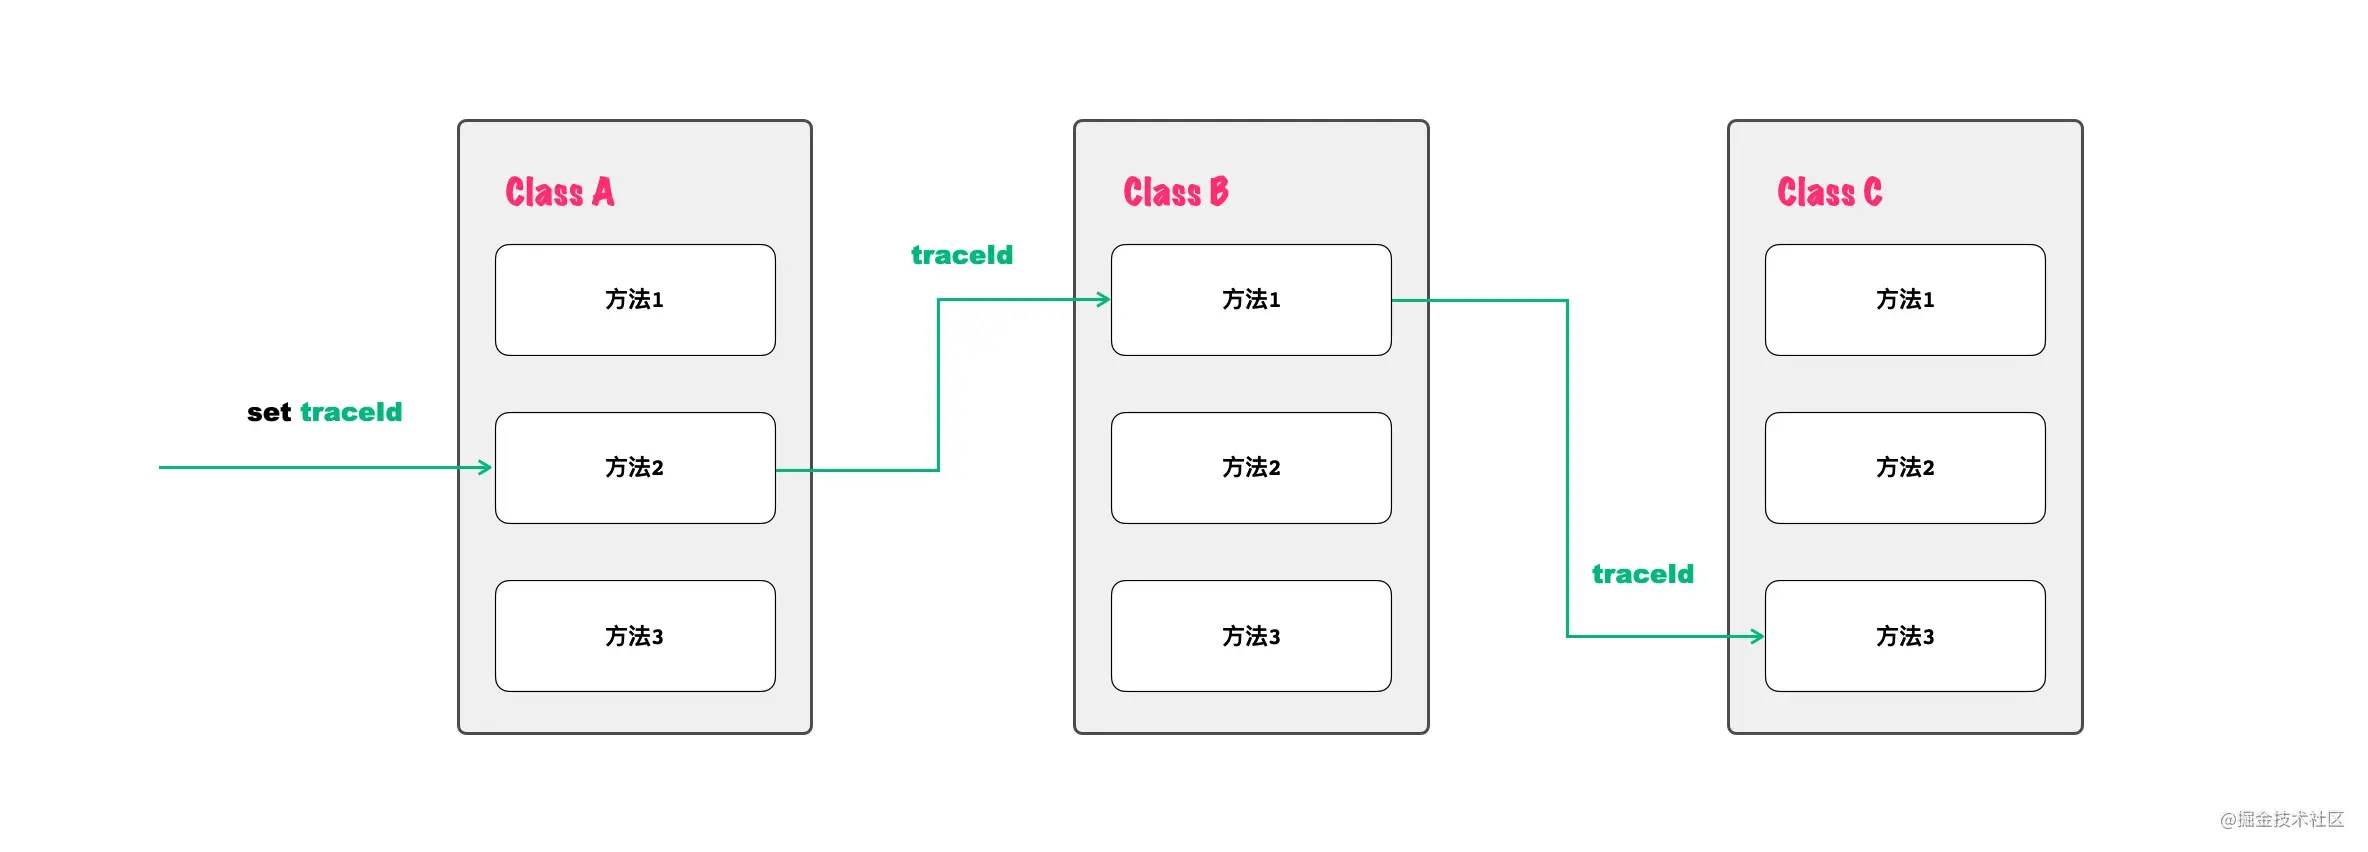 Class A
方法1
set traceId
方法2
方法3
traceId
Class B
方法1
方法2
方法3
traceId
Class C
方法1
方法2
方法3
@掘金技术社区